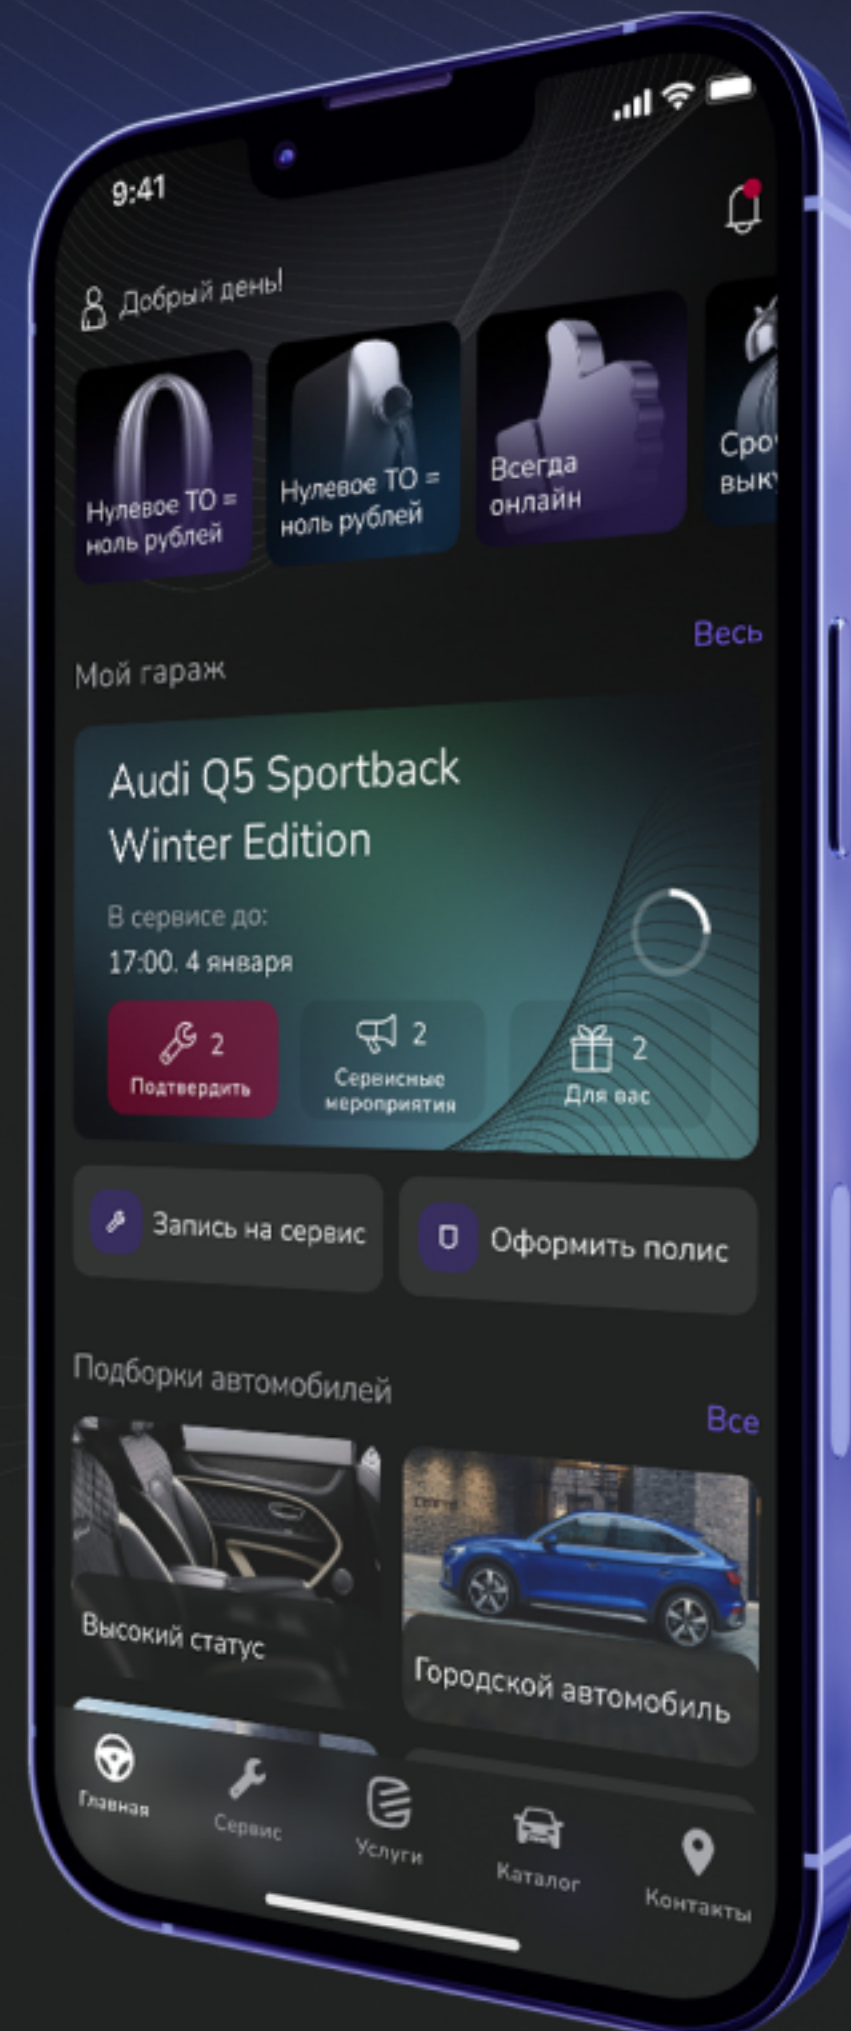 9:41
Добрый день!
Нулевое ТО =
ноль рублей
Нулевое ТО =
ноль рублей
Всегда
онлайн
Мой гараж
Весь
Audi Q5 Sportback
Winter Edition
В сервисе до:
17:00. 4 января
2
Подтвердить
2
Сервисные
мероприятия
2
Для вас
Запись на сервис
Оформить полис
Подборки автомобилей
Все
Высокий статус
Городской автомобиль
Главная
Сервис
Услуги
Каталог
Контакты